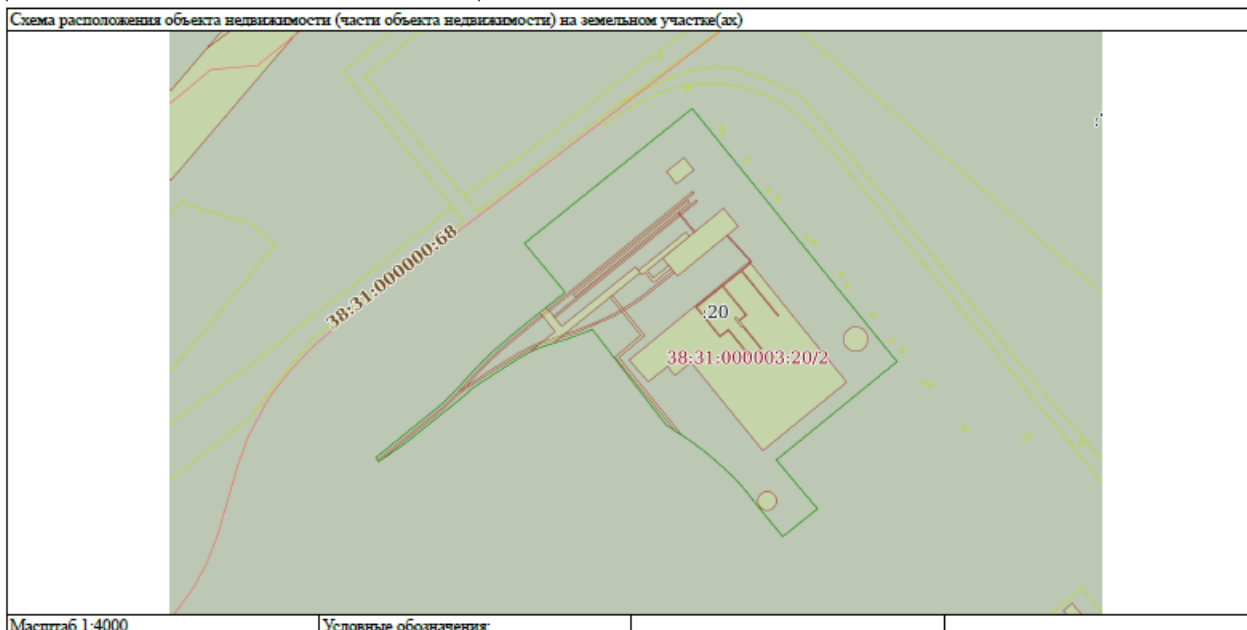 Схема расположения объекта недвижимости (части объекта недвижимости) на земельном участке(ах)
38:31:000000:68
:20
38:31:000003:20/2
Масштаб 1:4000
Условные обозначения: